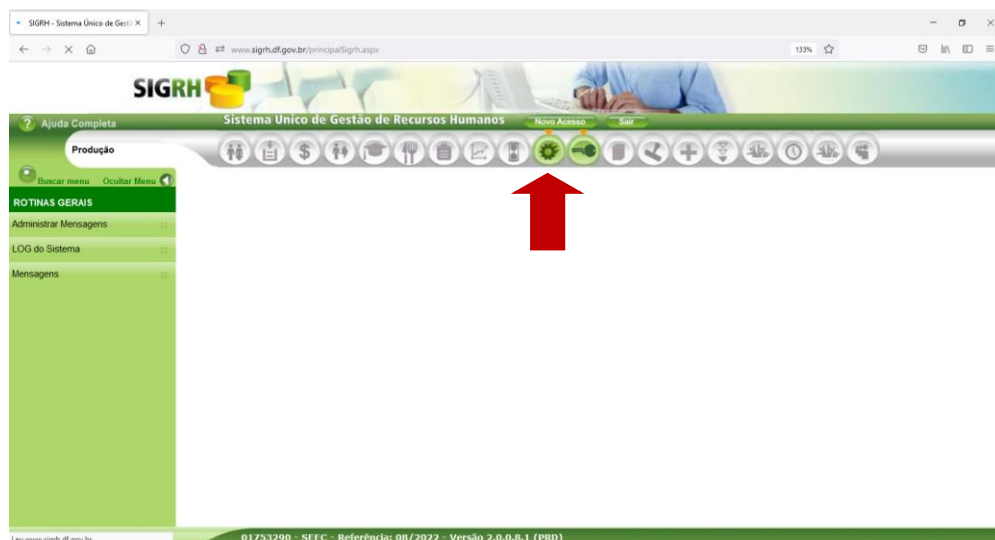 SIGRH - Sistema Único de Gestã
www.sigrh.df.gov.br/principalSigrh.aspx
133%
SIGRH
Ajuda Completa
Sistema Único de Gestão de Recursos Humanos
Novo Acesso
Sair
Produção
Buscar menu
Ocultar Menu
ROTINAS GERAIS
Administrar Mensagens
LOG do Sistema
Mensagens
01753290 - SEEC - Referência: 08/2022 - Versão 2.0.0.8.1 (PRD)